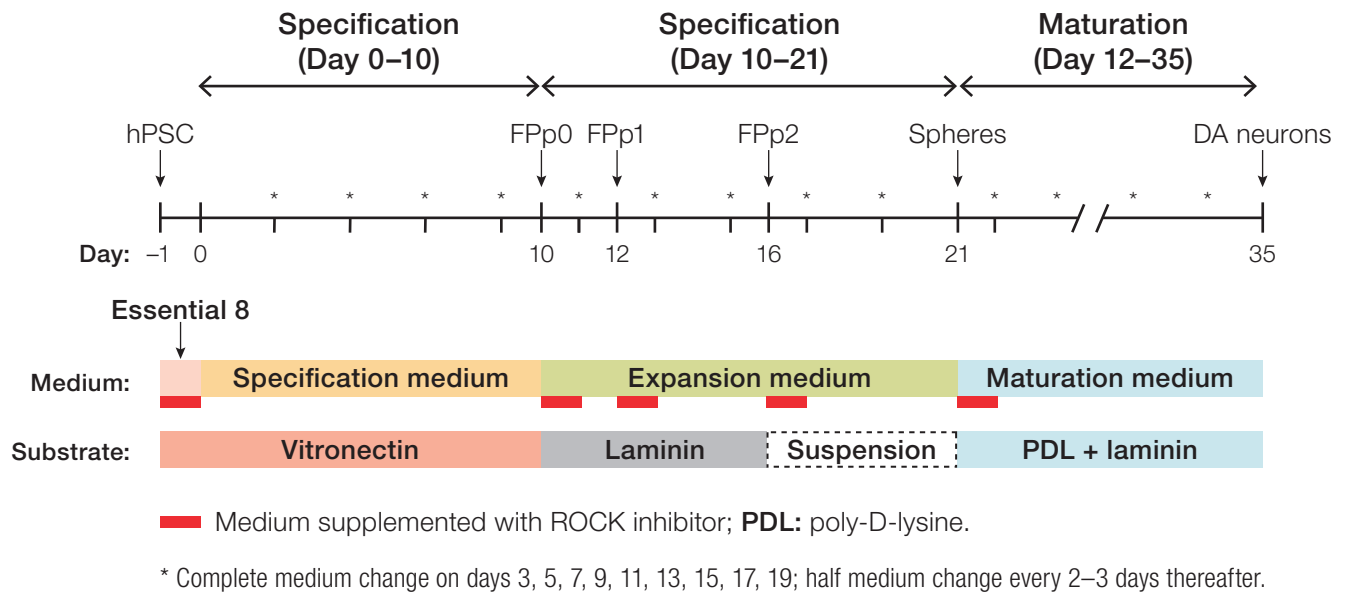 Specification
(Day 0–10)
Specification
(Day 10–21)
Maturation
(Day 12–35)
hPSC
FPp0
FPp1
FPp2
Spheres
DA neurons
* * * * * * * * * * * * *
Day: –1 0 10 12 16 21 35
Essential 8
Medium: Specification medium Expansion medium Maturation medium
Substrate: Vitronectin Laminin Suspension PDL + laminin
Medium supplemented with ROCK inhibitor; PDL: poly-D-lysine.
* Complete medium change on days 3, 5, 7, 9, 11, 13, 15, 17, 19; half medium change every 2–3 days thereafter.